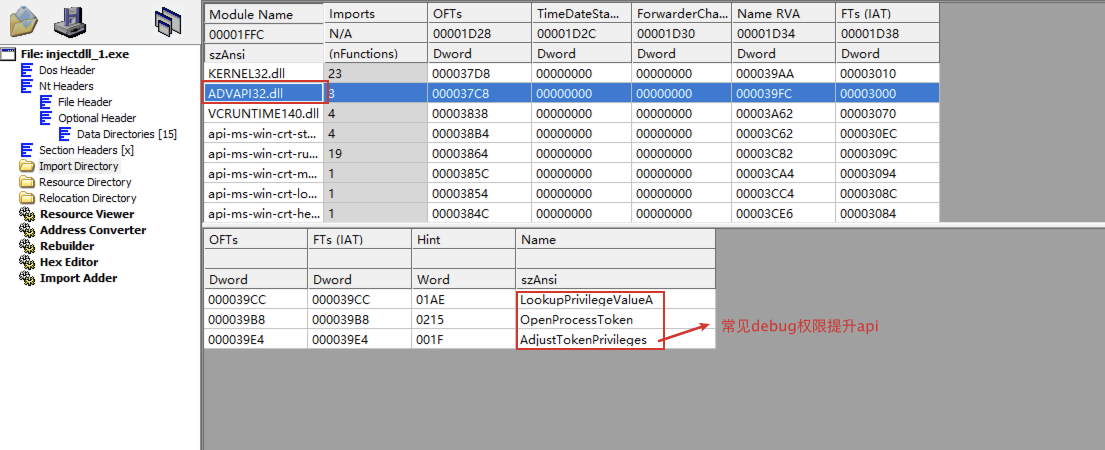 File: injectdll_1.exe
Dos Header
Nt Headers
File Header
Optional Header
Data Directories [15]
Section Headers [x]
Import Directory
Resource Directory
Relocation Directory
Resource Viewer
Address Converter
Rebuilder
Hex Editor
Import Adder
Module Name Imports OFTs TimeDateSta... ForwarderCha... Name RVA FTs (IAT)
00001FFC N/A 00001D28 00001D2C 00001D30 00001D34 00001D38
szAnsi (nFunctions) Dword Dword Dword Dword Dword
KERNEL32.dll 23 000037D8 00000000 00000000 000039AA 00003010
ADVAPI32.dll 3 000037C8 00000000 00000000 000039FC 00003000
VCRUNTIME140.dll 4 00003838 00000000 00000000 00003A62 00003070
api-ms-win-crt-st... 4 000038B4 00000000 00000000 00003C62 000030EC
api-ms-win-crt-ru... 19 00003864 00000000 00000000 00003C82 0000309C
api-ms-win-crt-m... 1 0000385C 00000000 00000000 00003CA4 00003094
api-ms-win-crt-lo... 1 00003854 00000000 00000000 00003CC4 0000308C
api-ms-win-crt-he... 1 0000384C 00000000 00000000 00003CE6 00003084
OFTs FTs (IAT) Hint Name
Dword Dword Word szAnsi
000039CC 000039CC 01AE LookupPrivilegeValueA
000039B8 000039B8 0215 OpenProcessToken
000039E4 000039E4 001F AdjustTokenPrivileges
常见debug权限提升api